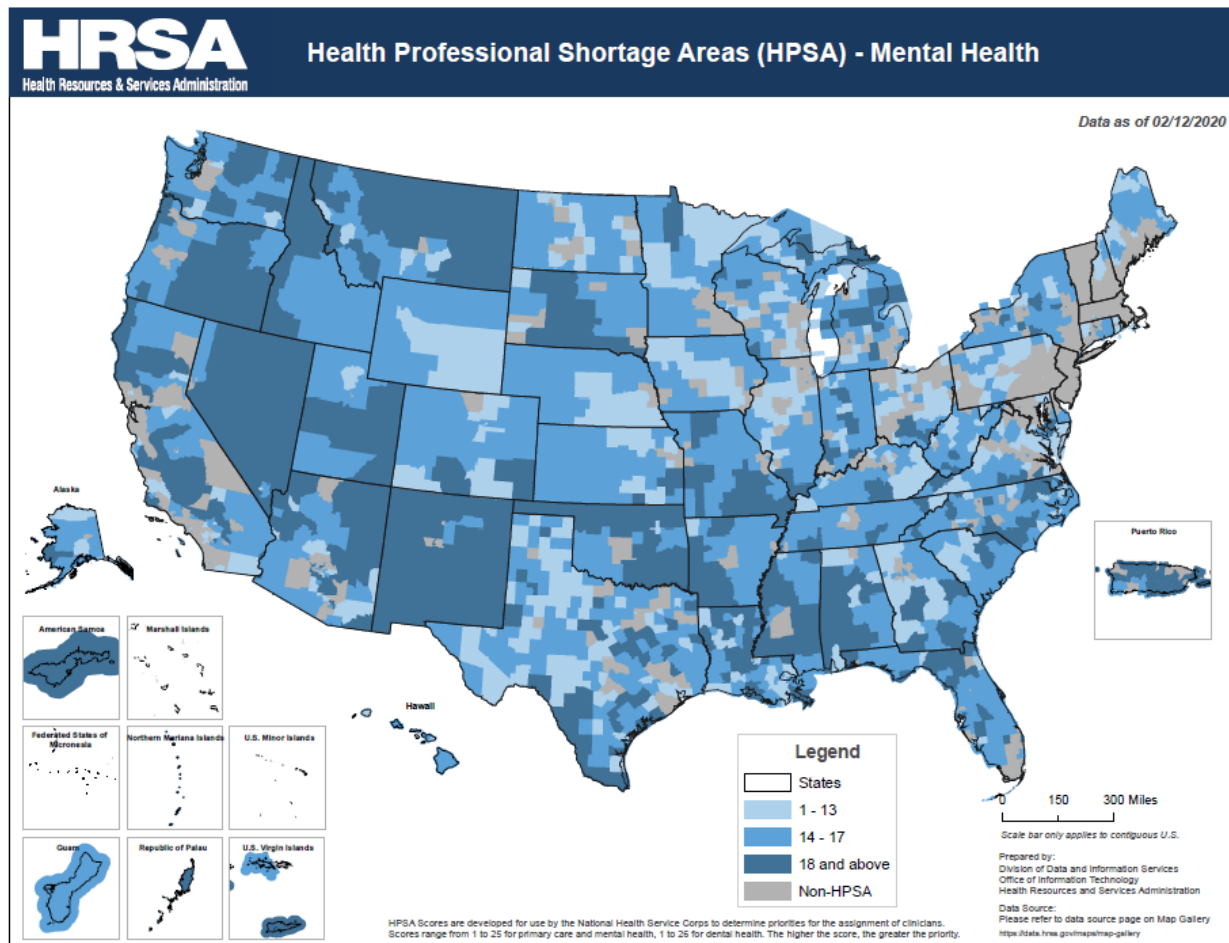 HRSA
Health Resources & Services Administration
Health Professional Shortage Areas (HPSA) - Mental Health
Data as of 02/12/2020
Alaska
Puerto Rico
American Samoa
Marshall Islands
Hawaii
Federated States of
Micronesia
Northern Mariana Islands
U.S. Minor Islands
Guam
Republic of Palau
U.S. Virgin Islands
Legend
States
1 - 13
14 - 17
18 and above
Non-HPSA
0 150 300 Miles
Scale bar only applies to contiguous U.S.
Prepared by:
Division of Data and Information Services
Office of Information Technology
Health Resources and Services Administration
Data Source:
Please refer to data source page on Map Gallery
https://data.hrsa.gov/maps/map-gallery
HPSA Scores are developed for use by the National Health Service Corps to determine priorities for the assignment of clinicians.
Scores range from 1 to 25 for primary care and mental health, 1 to 26 for dental health. The higher the score, the greater the priority.